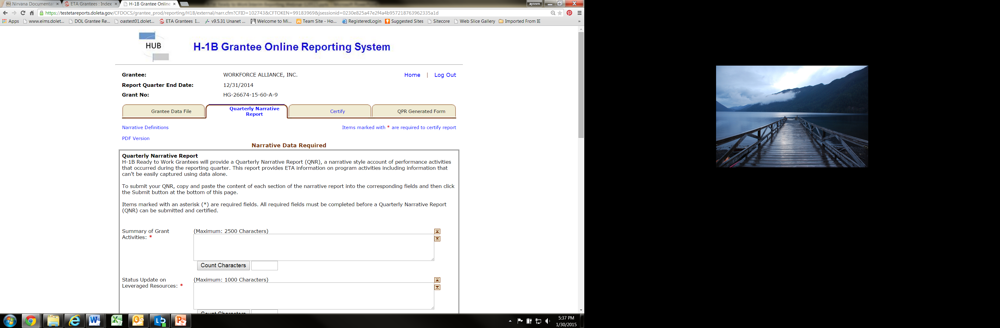 Nirvana Documentar
ETA Grantees : Index
H-1B Grantee Online
ayreen
https://testetareports.doleta.gov/CFDOCS/grantee_prod/reporting/H1B/external/narr.cfm?CFID=102743&CFTOKEN=99183969&jsessionid=0230e825a47e2f4a4b957218763962335a1d
Apps www.eims.dolet... DOL Grantee Re... oastest01.dolet... ETA Grantees I... v9.5.31 Unanet ... Welcome to Mi... Team Site - Ho... RegisteredLogin Suggested Sites Sitecore Web Slice Gallery Imported From IE »
HUB
H-1B Grantee Online Reporting System
Grantee: WORKFORCE ALLIANCE, INC. Home | Log Out
Report Quarter End Date: 12/31/2014
Grant No: HG-26674-15-60-A-9
Grantee Data File
Quarterly Narrative
Report
Certify
QPR Generated Form
Narrative Definitions
Items marked with * are required to certify report
PDF Version
Narrative Data Required
Quarterly Narrative Report
H-1B Ready to Work Grantees will provide a Quarterly Narrative Report (QNR), a narrative style account of performance activities
that occurred during the reporting quarter. This report provides ETA information on program activities including information that
can't be easily captured using data alone.
To submit your QNR, copy and paste the content of each section of the narrative report into the corresponding fields and then click
the Submit button at the bottom of this page.
Items marked with an asterisk (*) are required fields. All required fields must be completed before a Quarterly Narrative Report
(QNR) can be submitted and certified.
Summary of Grant
Activities: *
(Maximum: 2500 Characters)
Count Characters
Status Update on
Leveraged Resources: *
(Maximum: 1000 Characters)
Count Characters
5:37 PM
1/30/2015